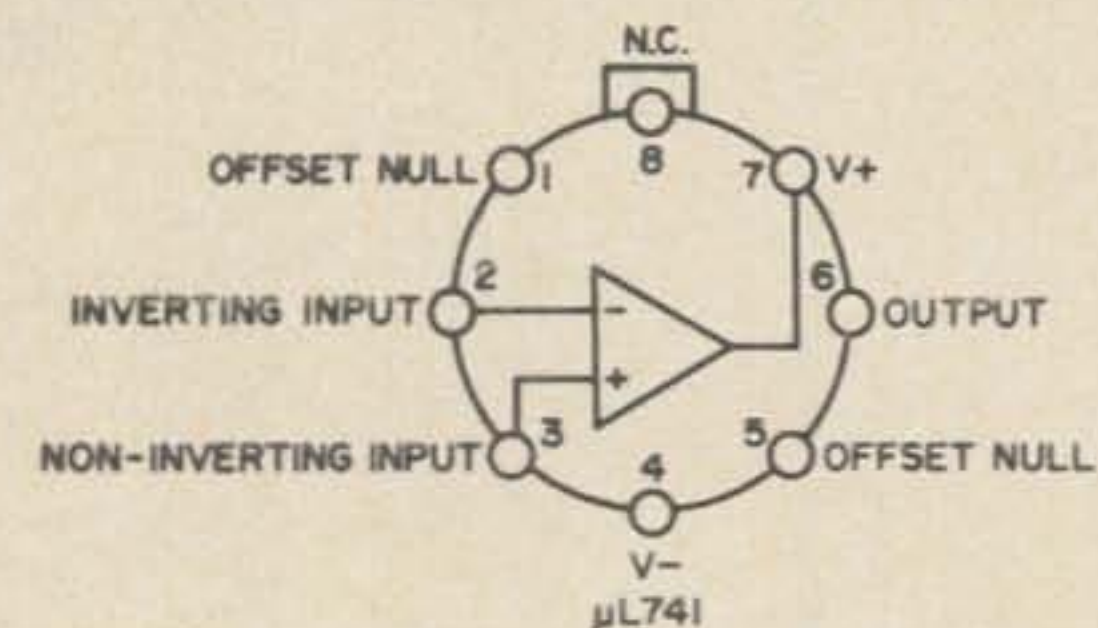 N.C.
8
OFFSET NULL 1
7 V+
2
INVERTING INPUT
-
6
OUTPUT
+
NON-INVERTING INPUT 3
5 OFFSET NULL
4
V-
µL741